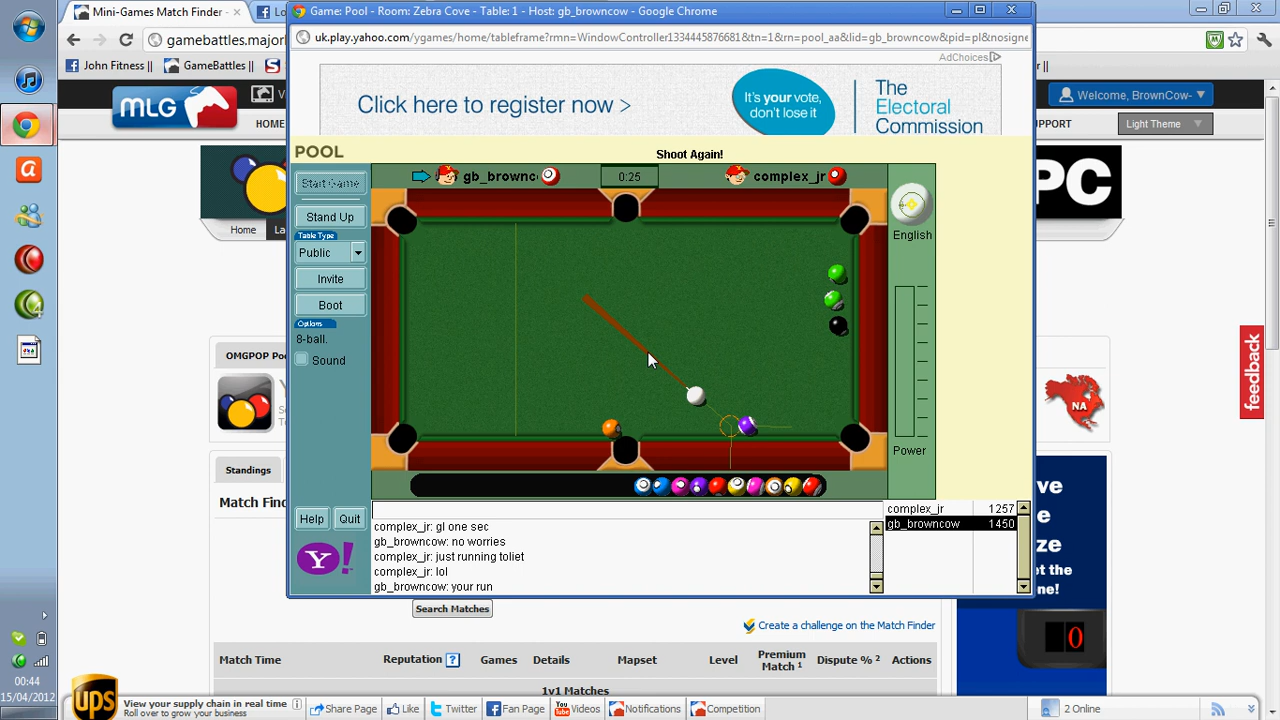 Mini-Games Match Finder - ×
Game: Pool - Room: Zebra Cove - Table: 1 - Host: gb_browncow - Google Chrome
gamebattles.major
uk.play.yahoo.com/ygames/home/tableframe?rmn=WindowController1334445876681&tn=1&rn=pool_aa&lid=gb_browncow&pid=pl&nosigne
John Fitness ||
GameBattles ||
AdChoices
MLG
HOME
Click here to register now >
It's your vote,
don't lose it
The
Electoral
Commission
Welcome, BrownCow-
SUPPORT
Light Theme
PC
Home
POOL
Shoot Again!
Start Game
gb_brownc
0:25
complex_jr
Stand Up
Table Type
Public
English
Invite
Boot
Options
8-ball.
Sound
Power
OMGPOP Po
feedback
NA
Standings
Match Find
Help
Quit
Y!
complex_jr: gl one sec
gb_browncow: no worries
complex_jr: just running toliet
complex_jr: lol
gb_browncow: your run
complex_jr 1257
gb_browncow 1450
Search Matches
Create a challenge on the Match Finder
0
Match Time
Reputation [?]
Games
Details
Mapset
Level
Premium
Match 1
Dispute % 2
Actions
1v1 Matches
00:44
15/04/2012
ups
View your supply chain in real time
Roll over to grow your business
Share Page
Like
Twitter
Fan Page
Videos
Notifications
Competition
2 Online